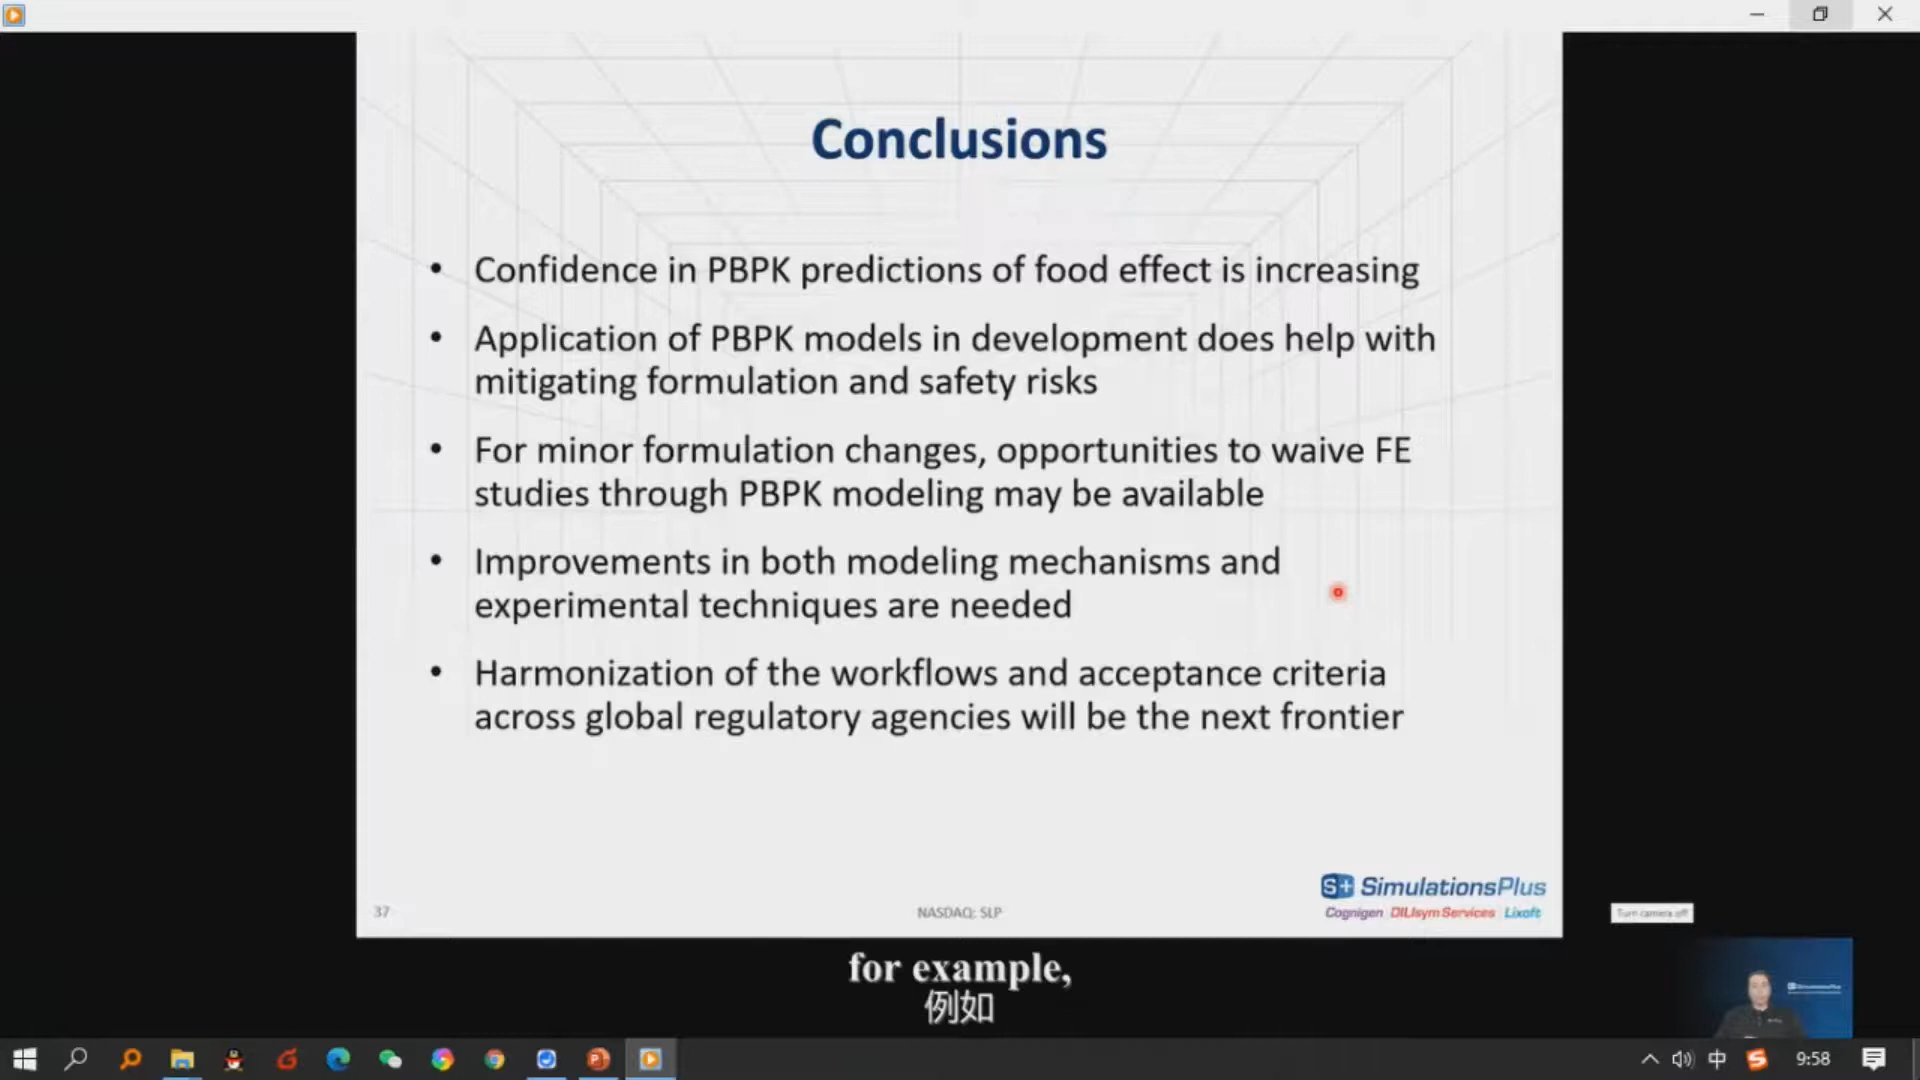 Conclusions
• Confidence in PBPK predictions of food effect is increasing
• Application of PBPK models in development does help with
mitigating formulation and safety risks
• For minor formulation changes, opportunities to waive FE
studies through PBPK modeling may be available
• Improvements in both modeling mechanisms and
experimental techniques are needed
• Harmonization of the workflows and acceptance criteria
across global regulatory agencies will be the next frontier
S+ SimulationsPlus
Cognigen | DILIsym Services | Lixoft
37
NASDAQ: SLP
Turn camera off
for example,
例如
SimulationsPlus
中
9:58